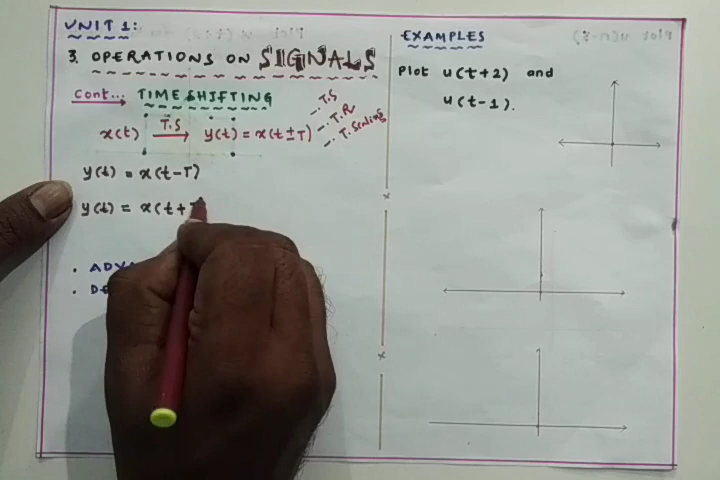 UNIT 1:
3. OPERATIONS ON SIGNALS
Cont... TIME SHIFTING
x(t) T.S → y(t) = x(t ± T)
- T.S
- T.R
- T. Scaling
y(t) = x(t-T)
y(t) = x(t+
EXAMPLES
Plot u(t+2) and
u(t-1).